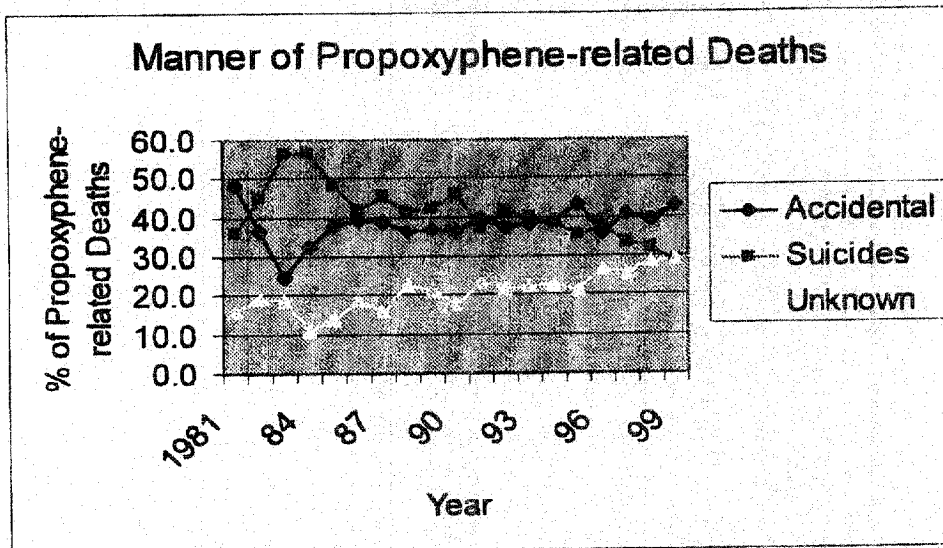 Manner of Propoxyphene-related Deaths
% of Propoxyphene-
related Deaths
60.0
50.0
40.0
30.0
20.0
10.0
0.0
1981
84
87
90
93
96
99
Year
Accidental
Suicides
Unknown